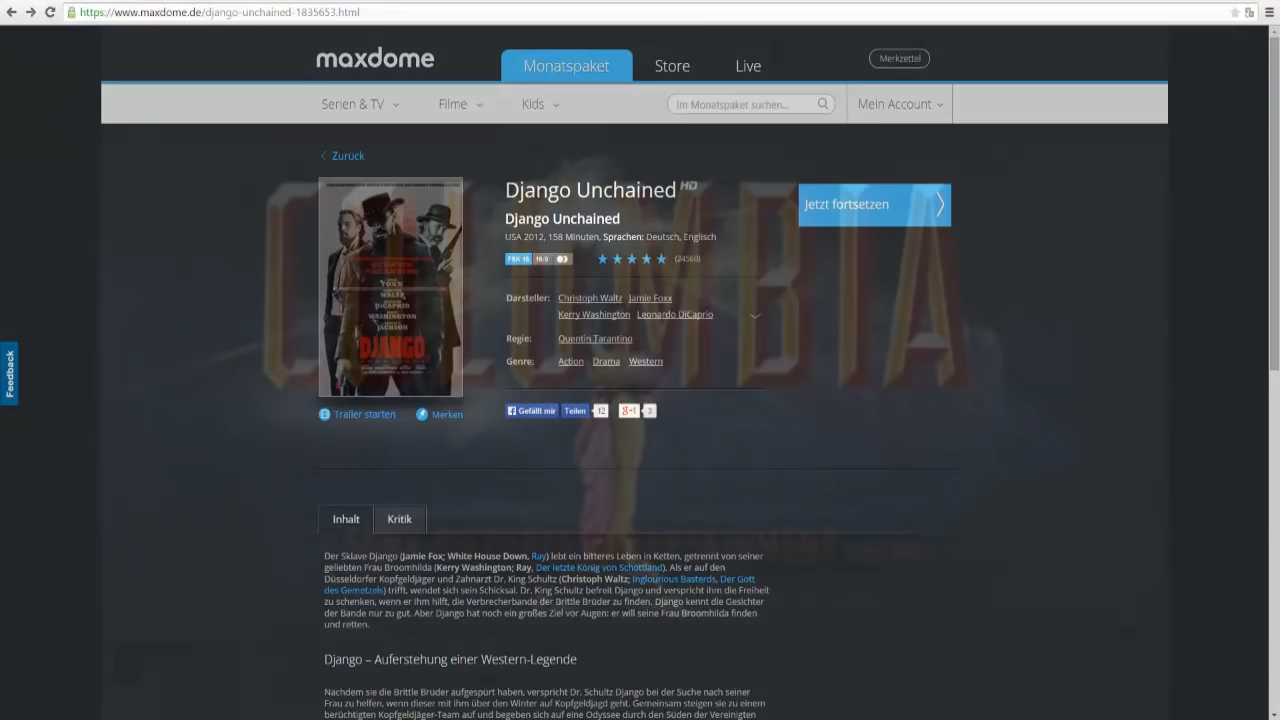 https://www.maxdome.de/django-unchained-1835653.html
maxdome
Monatspaket
Store
Live
Merkzettel
Serien & TV
Filme
Kids
Im Monatspaket suchen...
Mein Account
Zurück
Django Unchained HD
Jetzt fortsetzen
Django Unchained
USA 2012, 158 Minuten, Sprachen: Deutsch, Englisch
FSK 16 16:9
(24560)
Darsteller: Christoph Waltz Jamie Foxx
Kerry Washington Leonardo DiCaprio
Regie: Quentin Tarantino
Genre: Action Drama Western
FOXX
WALTZ
DiCAPRIO
WASHINGTON
JACKSON
DJANGO
COLUMBIA
Feedback
Trailer starten
Merken
Gefällt mir Teilen 12
g+1 3
Inhalt
Kritik
Der Sklave Django (Jamie Fox; White House Down, Ray) lebt ein bitteres Leben in Ketten, getrennt von seiner
geliebten Frau Broomhilda (Kerry Washington; Ray, Der letzte König von Schottland). Als er auf den
Düsseldorfer Kopfgeldjäger und Zahnarzt Dr. King Schultz (Christoph Waltz; Inglourious Basterds, Der Gott
des Gemetzels) trifft, wendet sich sein Schicksal. Dr. King Schultz befreit Django und verspricht ihm die Freiheit
zu schenken, wenn er ihm hilft, die Verbrecherbande der Brittle Brüder zu finden. Django kennt die Gesichter
der Bande nur zu gut. Aber Django hat noch ein großes Ziel vor Augen: er will seine Frau Broomhilda finden
und retten.
Django – Auferstehung einer Western-Legende
Nachdem sie die Brittle Brüder aufgespurt haben, verspricht Dr. Schultz Django bei der Suche nach seiner
Frau zu helfen, wenn dieser mit ihm über den Winter auf Kopfgeldjagd geht. Gemeinsam steigen sie zu einem
berüchtigten Kopfgeldjäger-Team auf und begeben sich auf eine Odyssee durch den Süden der Vereinigten